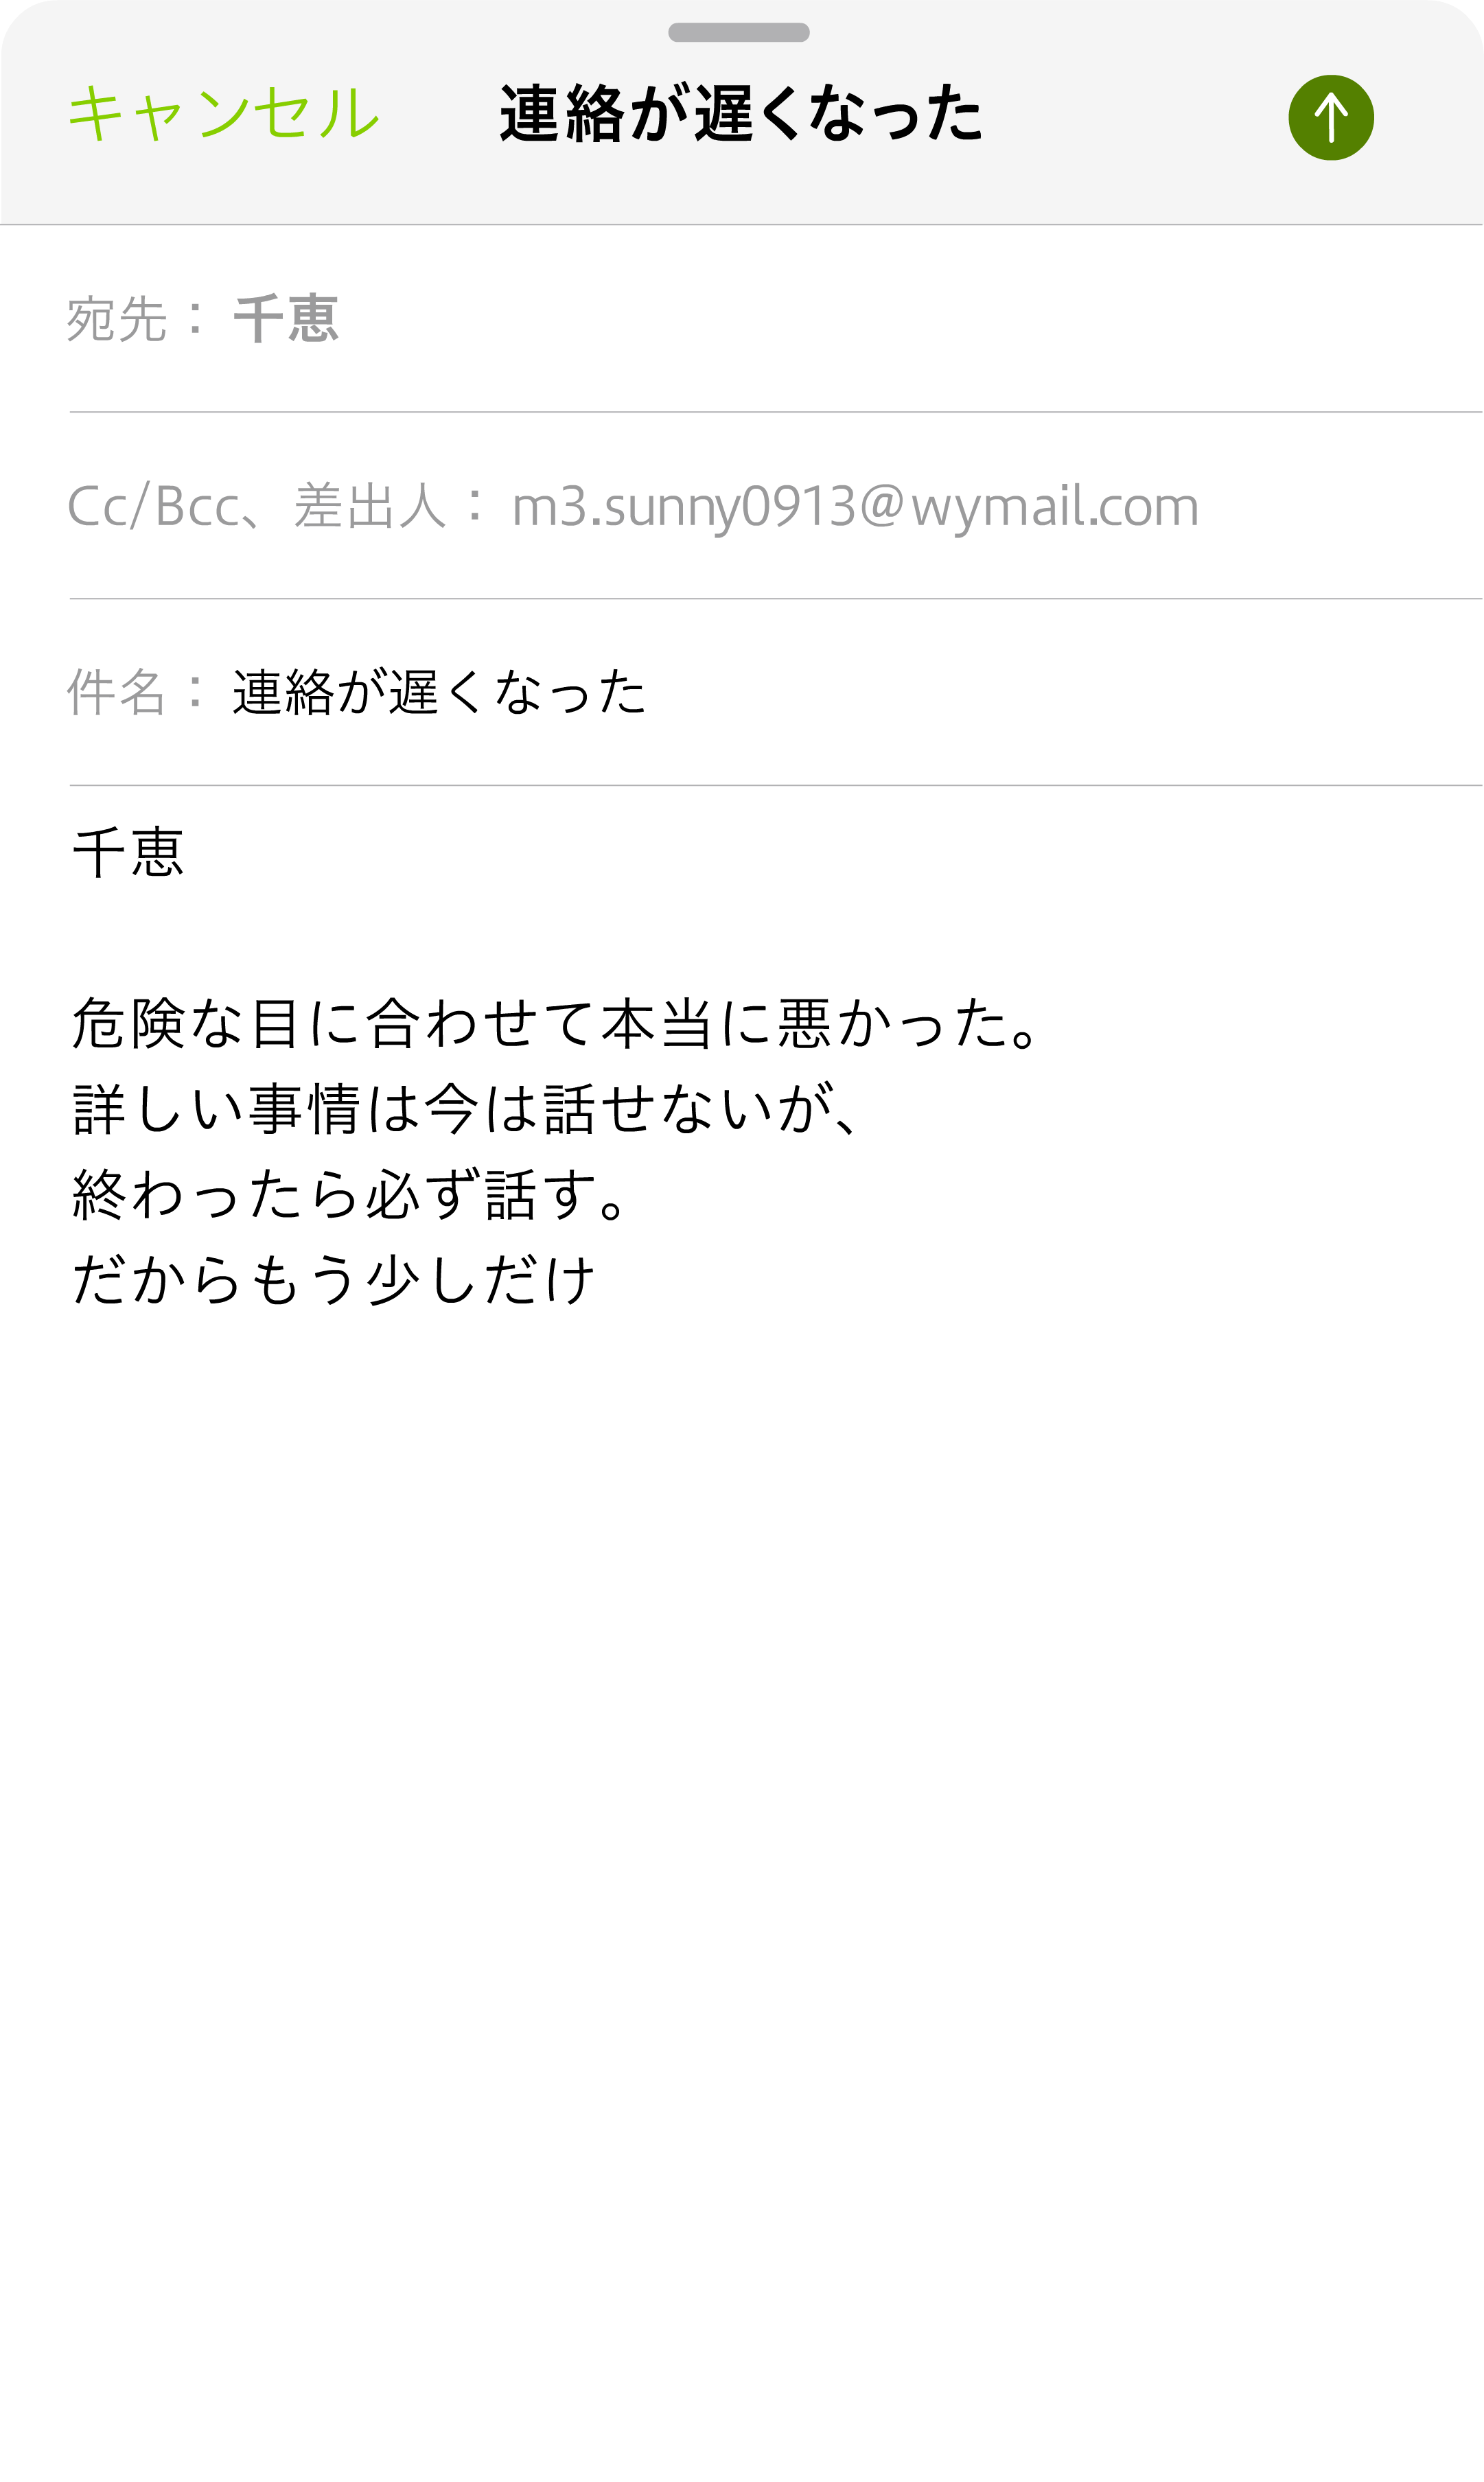 キャンセル 連絡が遅くなった
宛先： 千恵
Cc/Bcc、差出人： m3.sunny0913@wymail.com
件名： 連絡が遅くなった
千恵
危険な目に合わせて本当に悪かった。
詳しい事情は今は話せないが、
終わったら必ず話す。
だからもう少しだけ